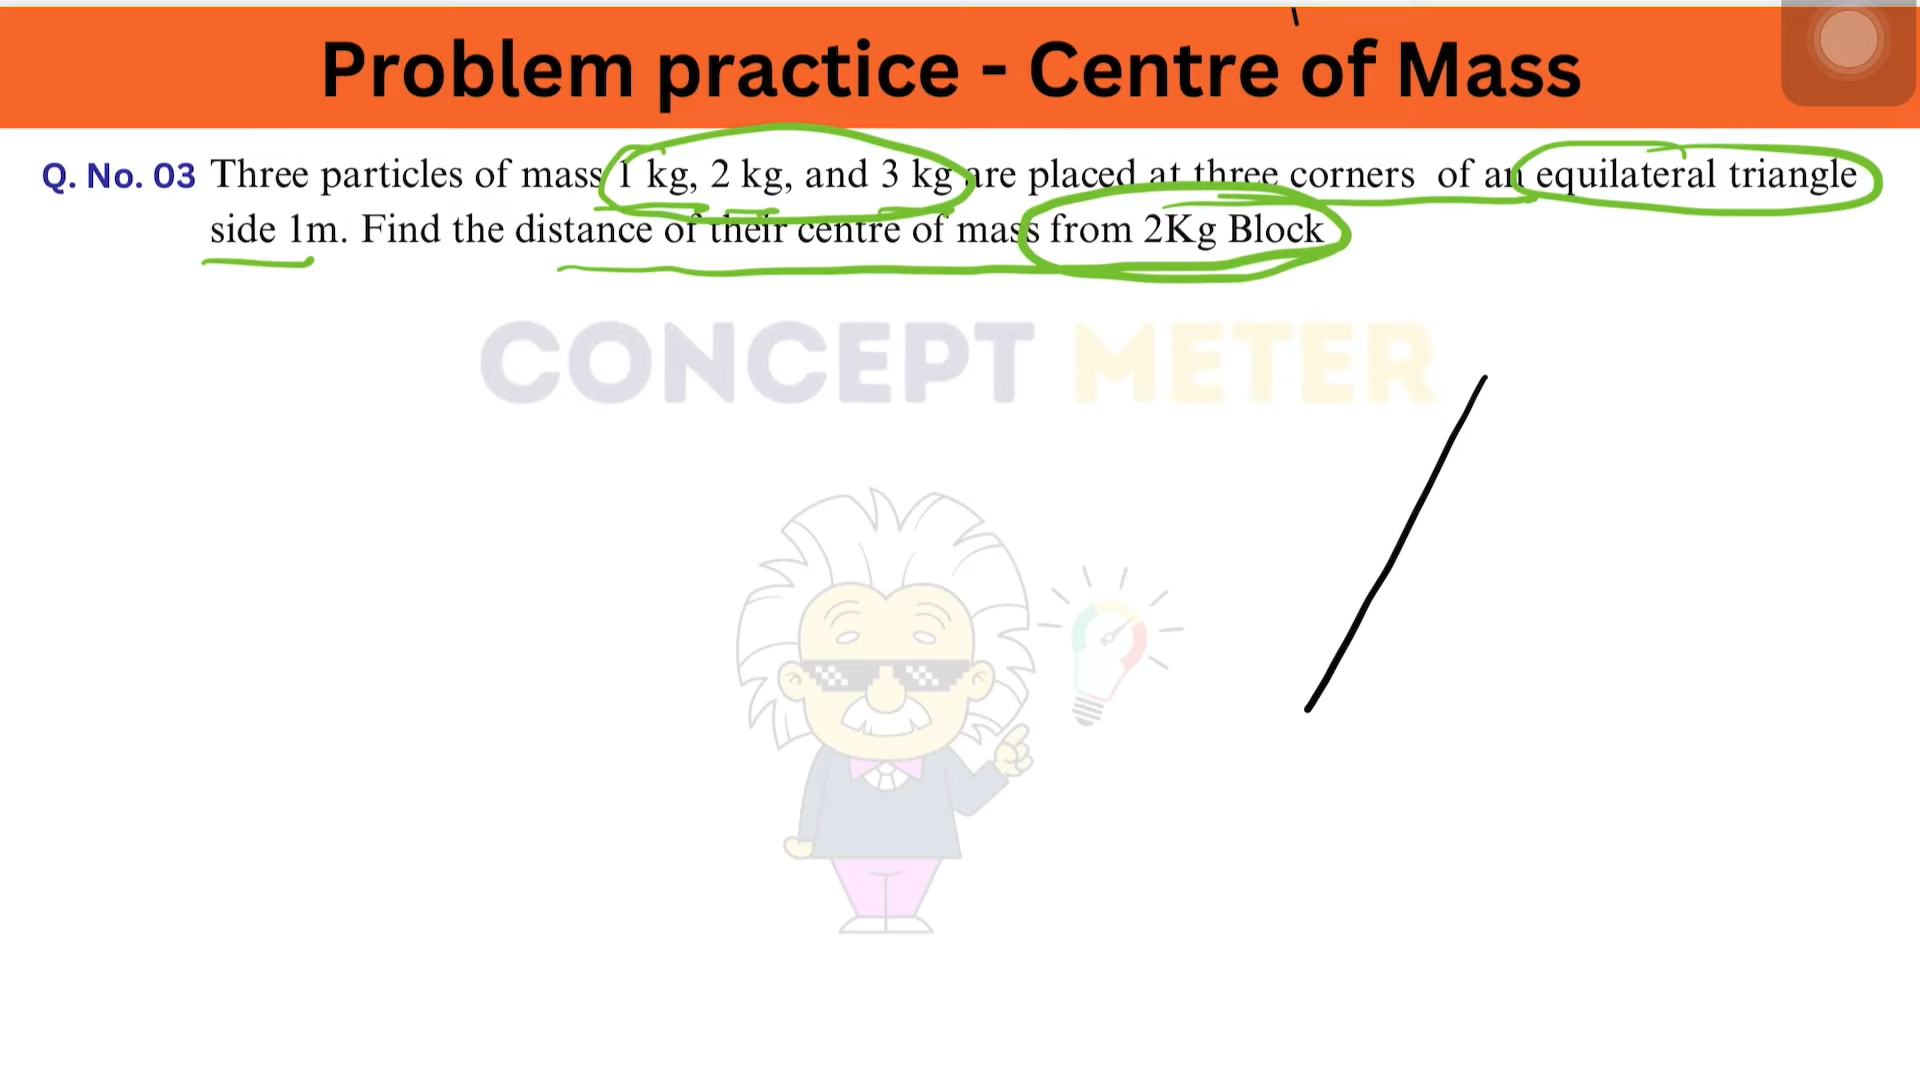 Problem practice - Centre of Mass
Q. No. 03 Three particles of mass 1 kg, 2 kg, and 3 kg are placed at three corners of an equilateral triangle
side 1m. Find the distance of their centre of mass from 2Kg Block
CONCEPT METER